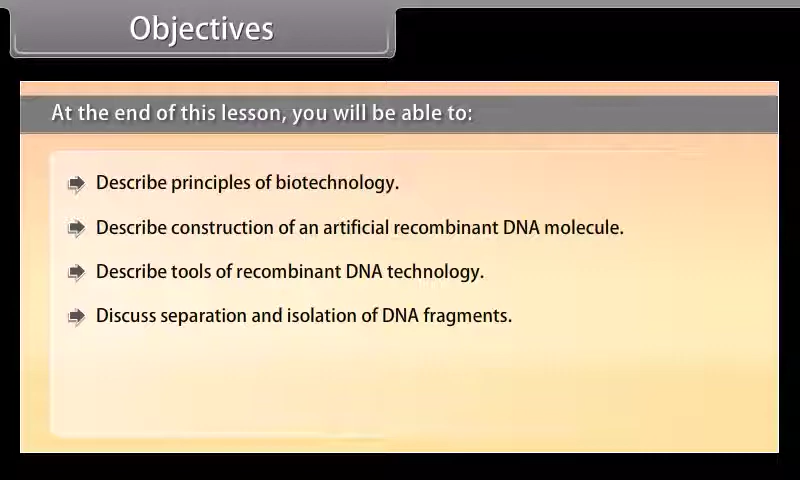 Objectives
At the end of this lesson, you will be able to:
Describe principles of biotechnology.
Describe construction of an artificial recombinant DNA molecule.
Describe tools of recombinant DNA technology.
Discuss separation and isolation of DNA fragments.